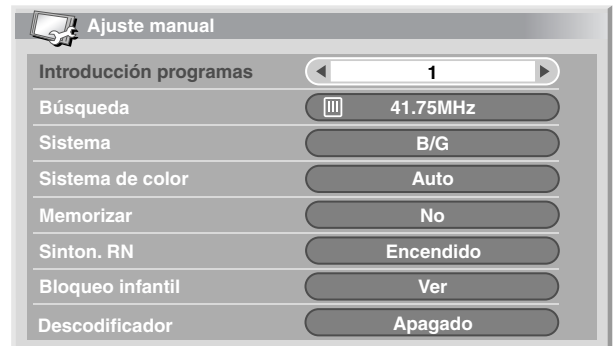 Ajuste manual
Introducción programas 1
Búsqueda 41.75MHz
Sistema B/G
Sistema de color Auto
Memorizar No
Sinton. RN Encendido
Bloqueo infantil Ver
Descodificador Apagado